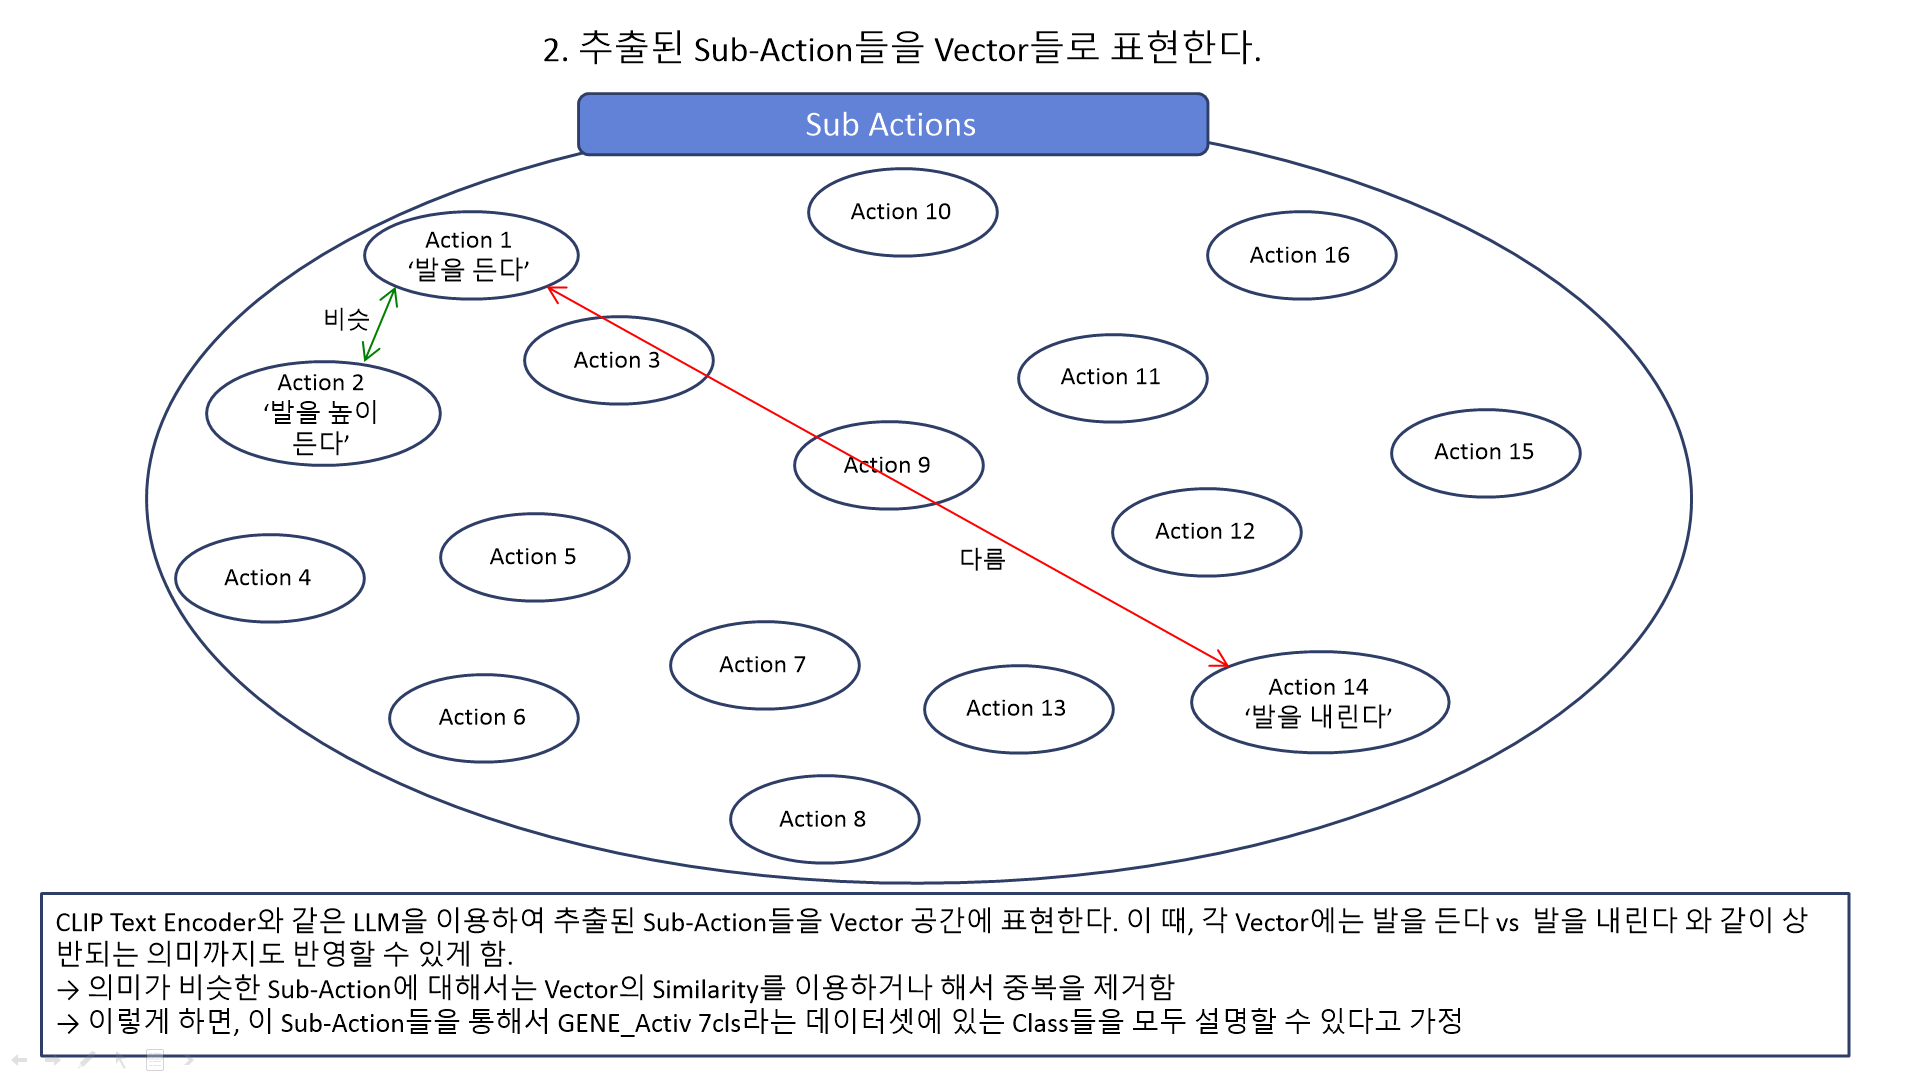 2. 추출된 Sub-Action들을 Vector들로 표현한다.
Sub Actions
Action 10
Action 1
‘발을 든다’
Action 16
비슷
Action 3
Action 11
Action 2
‘발을 높이
든다’
Action 9
Action 15
Action 12
다름
Action 5
Action 4
Action 7
Action 14
‘발을 내린다’
Action 13
Action 6
Action 8
CLIP Text Encoder와 같은 LLM을 이용하여 추출된 Sub-Action들을 Vector 공간에 표현한다. 이 때, 각 Vector에는 발을 든다 vs 발을 내린다 와 같이 상
반되는 의미까지도 반영할 수 있게 함.
→ 의미가 비슷한 Sub-Action에 대해서는 Vector의 Similarity를 이용하거나 해서 중복을 제거함
→ 이렇게 하면, 이 Sub-Action들을 통해서 GENE_Activ 7cls라는 데이터셋에 있는 Class들을 모두 설명할 수 있다고 가정